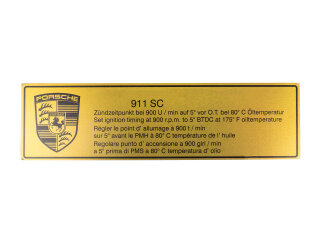 PORSCHE
911 SC
Zündzeitpunkt bei 900 U / min auf 5° vor O.T. bei 80° C Öltemperatur
Set ignition timing at 900 r.p.m. to 5° BTDC at 175° F oiltemperature
Régler le point d' allumage à 900 t / min
sur 5° avant le PMH à 80° C température de l' huile
Regolare punto d' accensione a 900 giri / min
a 5° prima di PMS à 80° C temperatura d' olio